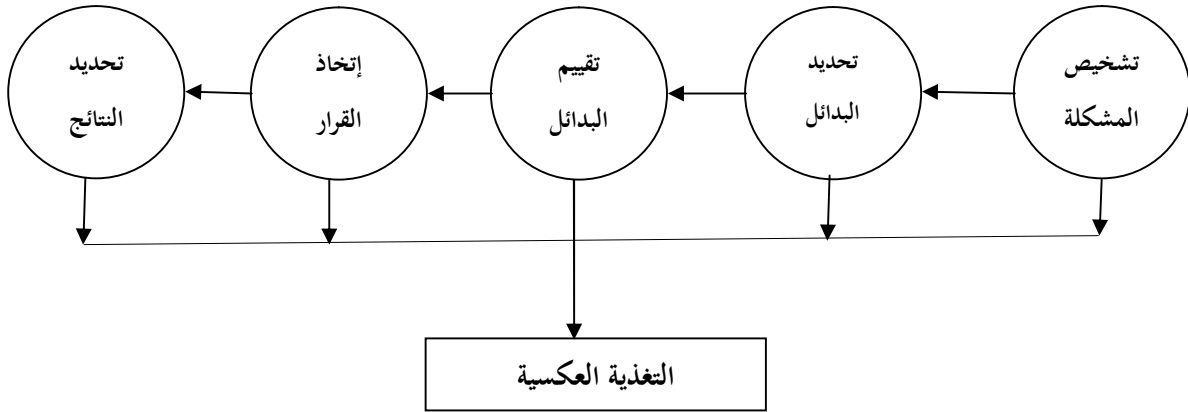 تشخيص
المشكلة
تحديد
البدائل
تقييم
البدائل
إتخاذ
القرار
تحديد
النتائج
التغذية العكسية